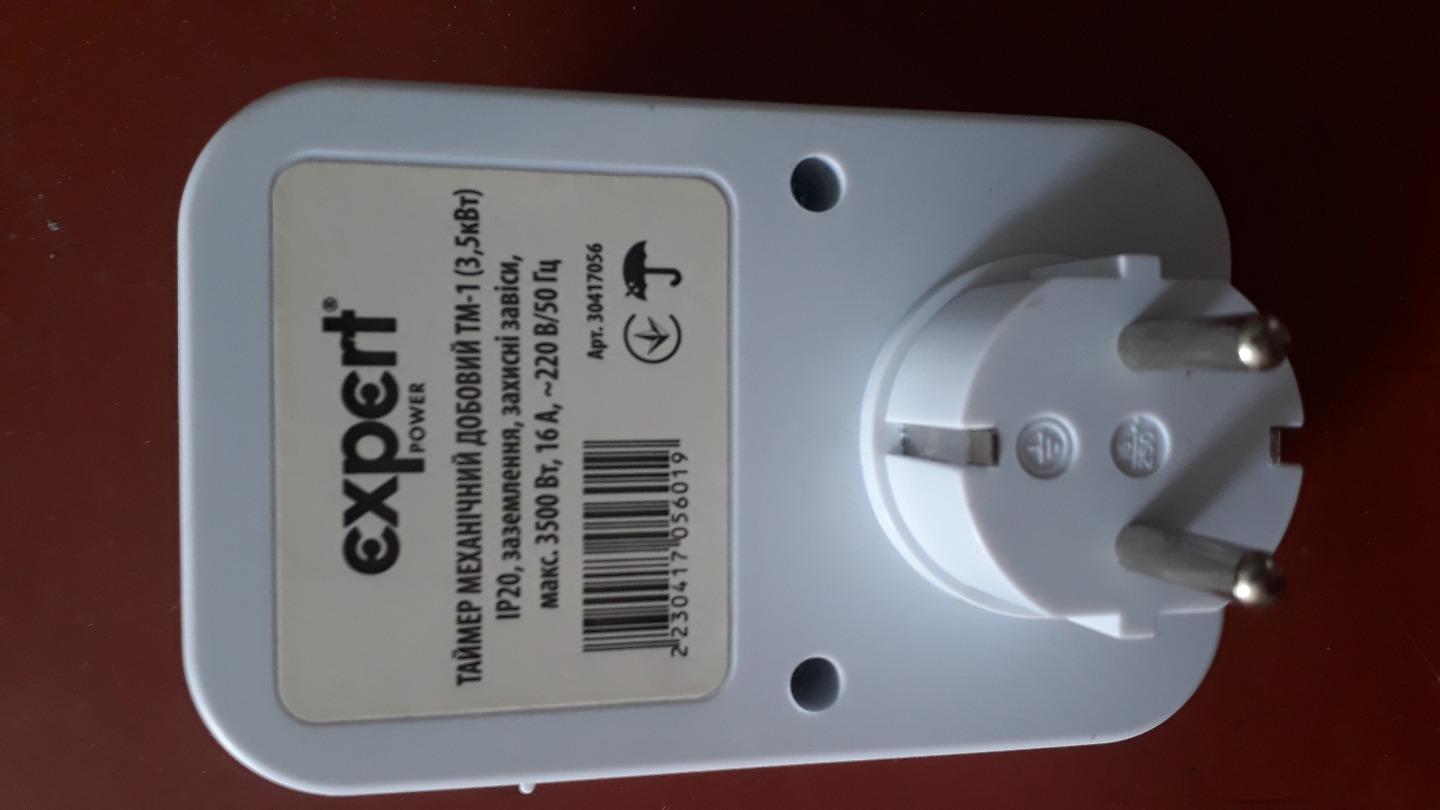 expert®
POWER
ТАЙМЕР МЕХАНІЧНИЙ ДОБОВИЙ ТМ-1 (3,5кВт)
IP20, заземлення, захисні завіси,
макс. 3500 Вт, 16 А, ~220 В/50 Гц
Арт. 30417056
2230417056019